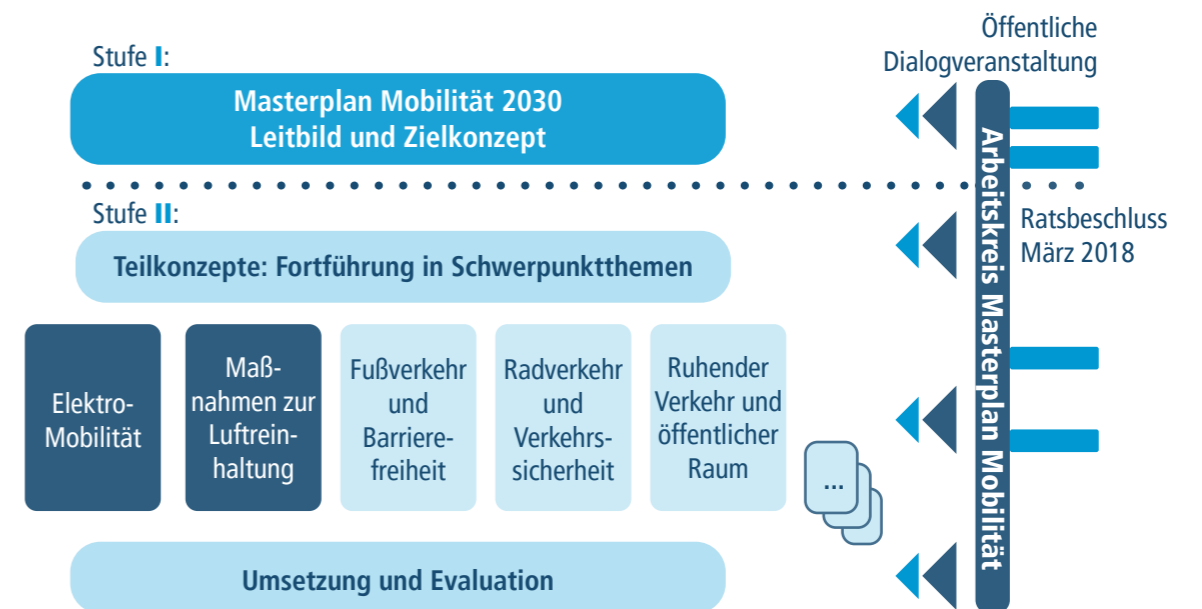 Stufe I:
Masterplan Mobilität 2030
Leitbild und Zielkonzept
Öffentliche
Dialogveranstaltung
Stufe II:
Teilkonzepte: Fortführung in Schwerpunktthemen
Ratsbeschluss
März 2018
Arbeitskreis Masterplan Mobilität
Elektro-
Mobilität
Maß-
nahmen zur
Luftrein-
haltung
Fußverkehr
und
Barriere-
freiheit
Radverkehr
und
Verkehrs-
sicherheit
Ruhender
Verkehr und
öffentlicher
Raum
...
Umsetzung und Evaluation